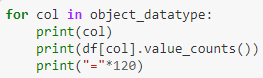 for col in object_datatype:
    print(col)
    print(df[col].value_counts())
    print("="*120)